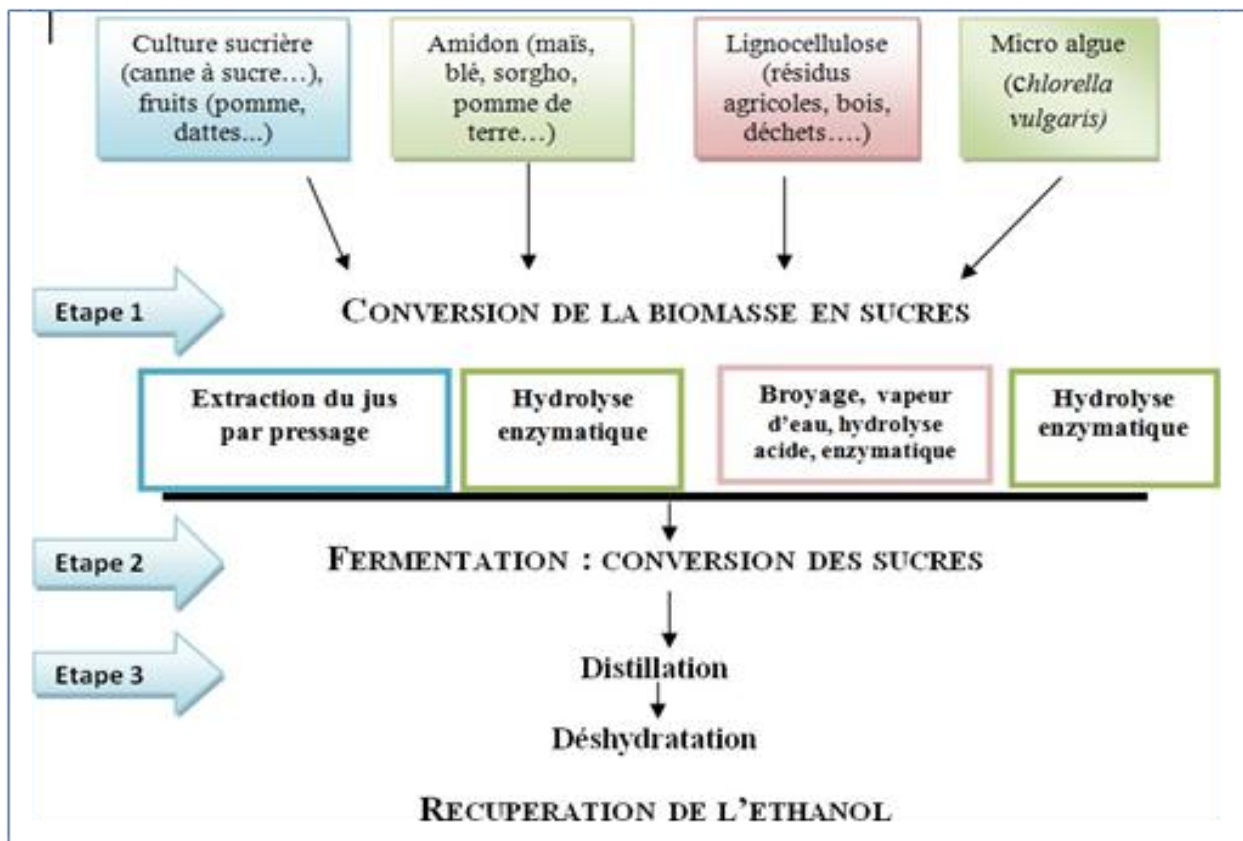 Culture sucrière
(canne à sucre…),
fruits (pomme,
dattes...)
Amidon (maïs,
blé, sorgho,
pomme de
terre…)
Lignocellulose
(résidus
agricoles, bois,
déchets….)
Micro algue
(Chlorella
vulgaris)
Etape 1
CONVERSION DE LA BIOMASSE EN SUCRES
Extraction du jus
par pressage
Hydrolyse
enzymatique
Broyage, vapeur
d'eau, hydrolyse
acide, enzymatique
Hydrolyse
enzymatique
Etape 2
FERMENTATION : CONVERSION DES SUCRES
Etape 3
Distillation
Déshydratation
RECUPERATION DE L'ETHANOL